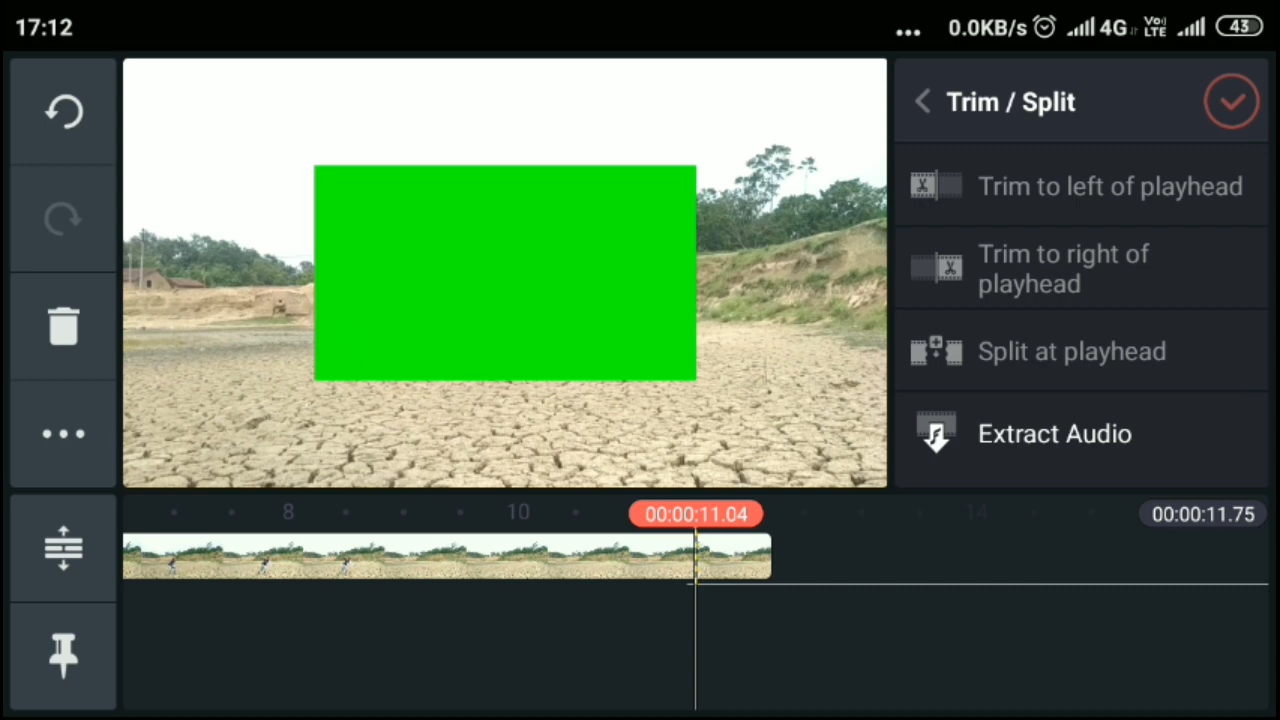 17:12
... 0.0KB/s 4G Vo) LTE 43
Trim / Split
Trim to left of playhead
Trim to right of
playhead
Split at playhead
Extract Audio
8 10 00:00:11.04 14 00:00:11.75